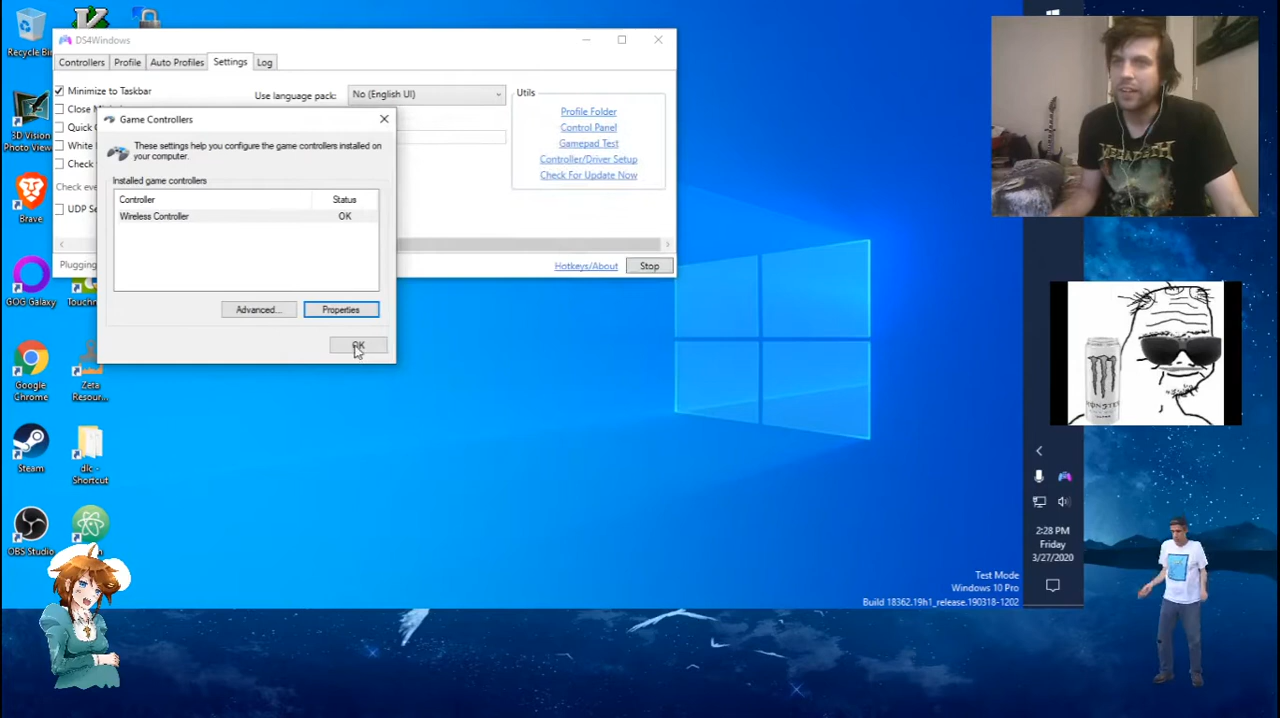 Recycle Bin
3D Vision
Photo View
Brave
GOG Galaxy
Touch
Google
Chrome
Zeta
Resour...
Steam
dlc -
Shortcut
OBS Studio
DS4Windows
Controllers
Profile
Auto Profiles
Settings
Log
Minimize to Taskbar
Close
Quick
White
Check
Check eve
UDP Se
Use language pack:
No (English UI)
Utils
Profile Folder
Control Panel
Gamepad Test
Controller/Driver Setup
Check For Update Now
Plugging
Hotkeys/About
Stop
Game Controllers
These settings help you configure the game controllers installed on
your computer.
Installed game controllers
Controller Status
Wireless Controller OK
Advanced...
Properties
OK
MEGADETH
MONSTER
2:28 PM
Friday
3/27/2020
Test Mode
Windows 10 Pro
Build 18362.19h1_release.190318-1202